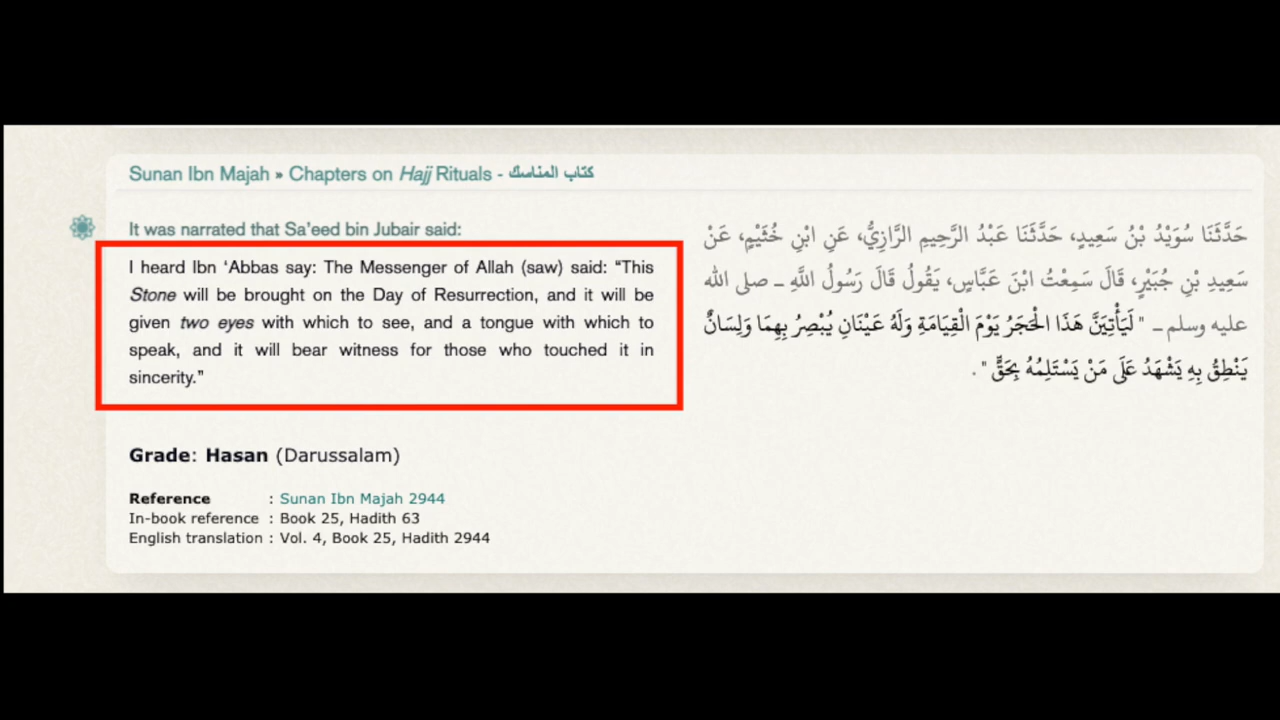 Sunan Ibn Majah » Chapters on Hajj Rituals - كتاب المناسك
It was narrated that Sa'eed bin Jubair said:
I heard Ibn ‘Abbas say: The Messenger of Allah (saw) said: “This
Stone will be brought on the Day of Resurrection, and it will be
given two eyes with which to see, and a tongue with which to
speak, and it will bear witness for those who touched it in
sincerity.”
حَدَّثَنَا سُوَيْدُ بْنُ سَعِيدٍ، حَدَّثَنَا عَبْدُ الرَّحِيمِ الرَّازِيُّ، عَنِ ابْنِ خُثَيْمٍ، عَنْ
سَعِيدِ بْنِ جُبَيْرٍ، قَالَ سَمِعْتُ ابْنَ عَبَّاسٍ، يَقُولُ قَالَ رَسُولُ اللَّهِ ـ صلى الله
عليه وسلم ـ " لَيَأْتِيَنَّ هَذَا الْحَجَرُ يَوْمَ الْقِيَامَةِ وَلَهُ عَيْنَانِ يُبْصِرُ بِهِمَا وَلِسَانٌ
يَنْطِقُ بِهِ يَشْهَدُ عَلَى مَنْ يَسْتَلِمُهُ بِحَقٍّ " .
Grade: Hasan (Darussalam)
Reference : Sunan Ibn Majah 2944
In-book reference : Book 25, Hadith 63
English translation : Vol. 4, Book 25, Hadith 2944